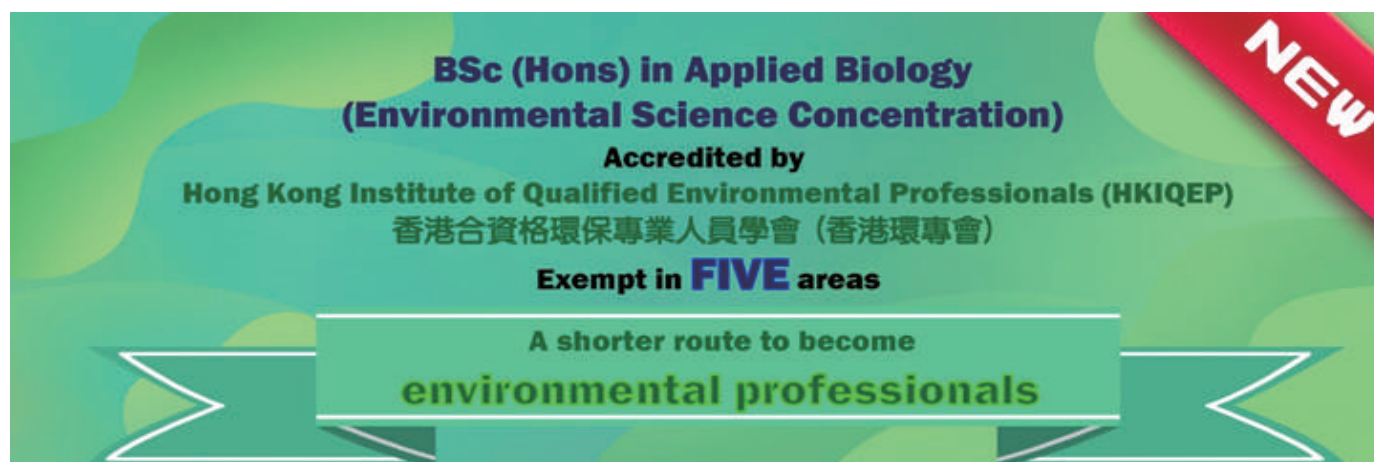 NEW
BSc (Hons) in Applied Biology
(Environmental Science Concentration)
Accredited by
Hong Kong Institute of Qualified Environmental Professionals (HKIQEP)
香港合資格環保專業人員學會（香港環專會）
Exempt in FIVE areas
A shorter route to become
environmental professionals